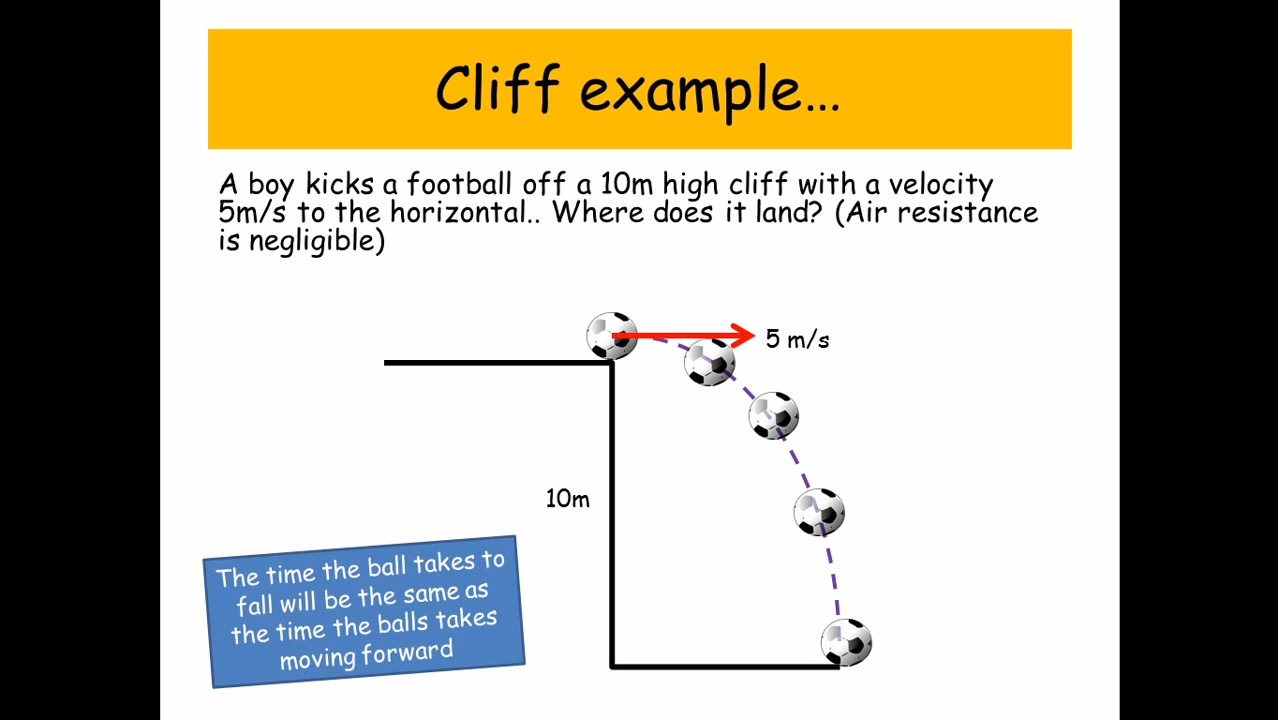 Cliff example...
A boy kicks a football off a 10m high cliff with a velocity
5m/s to the horizontal.. Where does it land? (Air resistance
is negligible)
5 m/s
10m
The time the ball takes to
fall will be the same as
the time the balls takes
moving forward